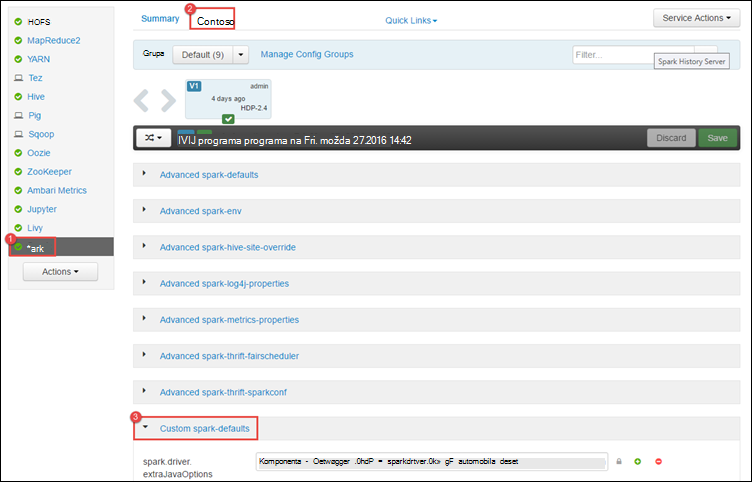 HOFS
MapReduce2
YARN
Tez
Hive
Pig
Sqoop
Oozie
ZooKeeper
Ambari Metrics
Jupyter
Livy
1
*ark
Actions
Summary
2
Contoso
Quick Links
Service Actions
Grupa
Default (9)
Manage Config Groups
Filter...
Spark History Server
V1
admin
4 days ago
HDP-2.4
IVIJ programa programa na Fri. možda 27.2016 14:42
Discard
Save
Advanced spark-defaults
Advanced spark-env
Advanced spark-hive-site-override
Advanced spark-log4j-properties
Advanced spark-metrics-properties
Advanced spark-thrift-fairscheduler
Advanced spark-thrift-sparkconf
3
Custom spark-defaults
spark.driver.
extraJavaOptions
Komponenta - Oetwøgger .0hdP = sparkdrtver.0k» gF automobila deset